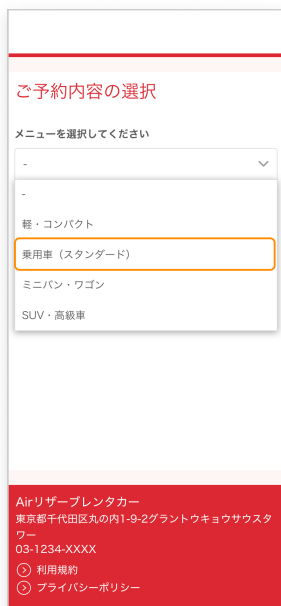 ご予約内容の選択
メニューを選択してください
-
-
軽・コンパクト
乗用車（スタンダード）
ミニバン・ワゴン
SUV・高級車
Airリザーブレンタカー
東京都千代田区丸の内1-9-2グラントウキョウサウスタ
ワー
03-1234-XXXX
利用規約
プライバシーポリシー